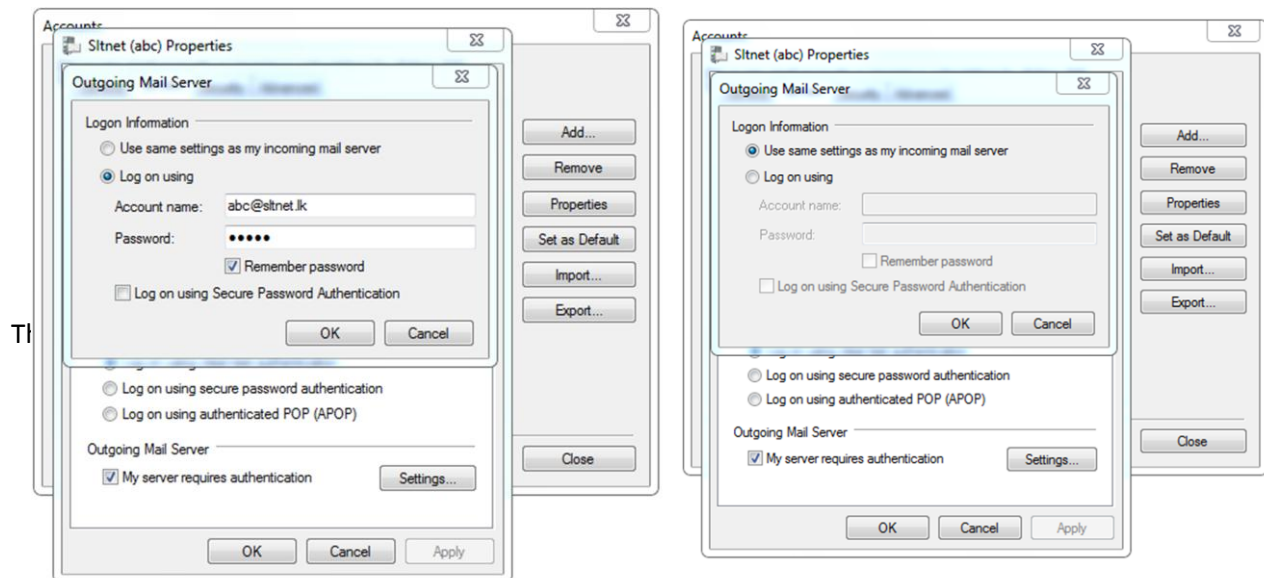 Accounts
Sltnet (abc) Properties
Outgoing Mail Server
Logon Information
Use same settings as my incoming mail server
Log on using
Account name: abc@sltnet.lk
Password: •••••
Remember password
Log on using Secure Password Authentication
OK Cancel
Log on using secure password authentication
Log on using authenticated POP (APOP)
Outgoing Mail Server
My server requires authentication Settings...
OK Cancel Apply
Add...
Remove
Properties
Set as Default
Import...
Export...
Close
Accounts
Sltnet (abc) Properties
Outgoing Mail Server
Logon Information
Use same settings as my incoming mail server
Log on using
Account name:
Password:
Remember password
Log on using Secure Password Authentication
OK Cancel
Log on using secure password authentication
Log on using authenticated POP (APOP)
Outgoing Mail Server
My server requires authentication Settings...
OK Cancel Apply
Add...
Remove
Properties
Set as Default
Import...
Export...
Close